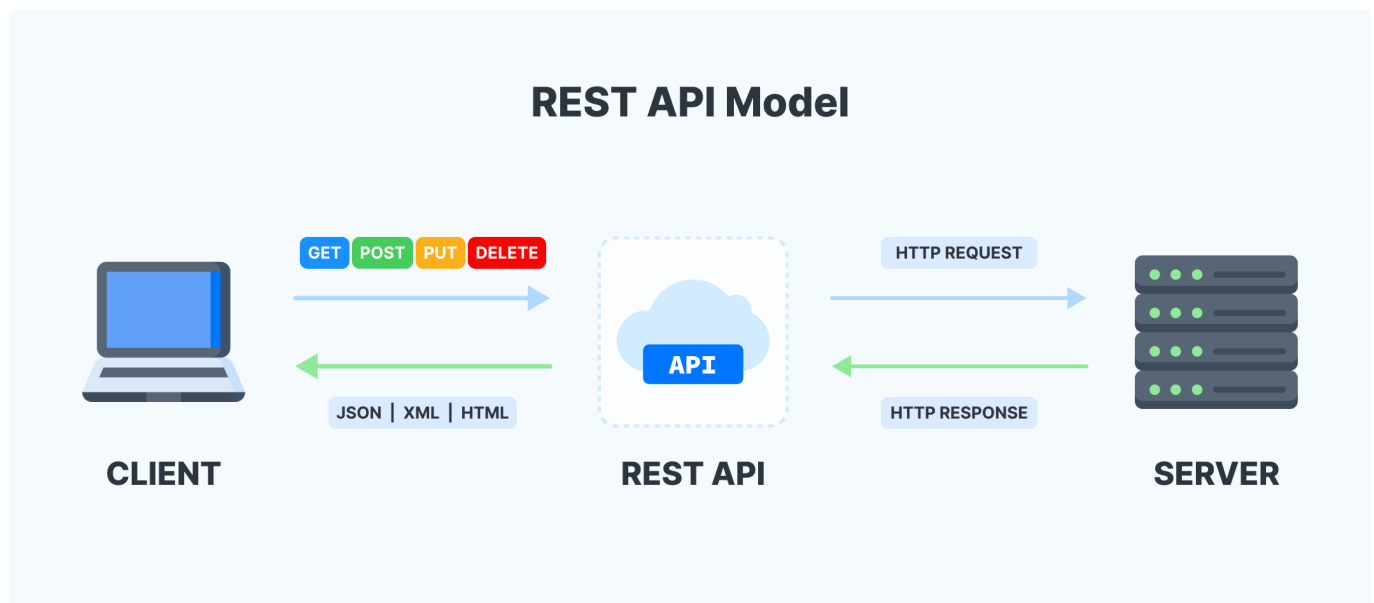 REST API Model
GET POST PUT DELETE
HTTP REQUEST
API
JSON | XML | HTML
HTTP RESPONSE
CLIENT
REST API
SERVER